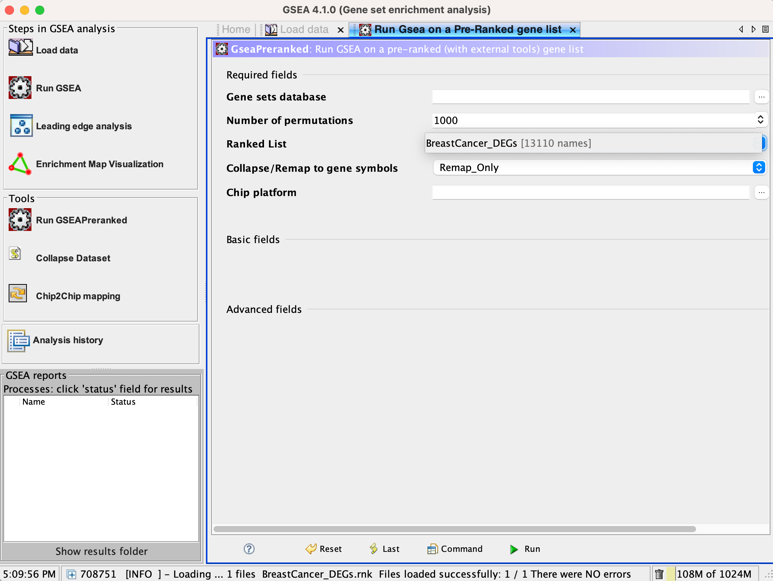 GSEA 4.1.0 (Gene set enrichment analysis)
Steps in GSEA analysis
Load data
Run GSEA
Leading edge analysis
Enrichment Map Visualization
Tools
Run GSEAPreranked
Collapse Dataset
Chip2Chip mapping
Analysis history
GSEA reports
Processes: click 'status' field for results
Name Status
Show results folder
Home Load data × Run Gsea on a Pre-Ranked gene list ×
GseaPreranked: Run GSEA on a pre-ranked (with external tools) gene list
Required fields
Gene sets database ...
Number of permutations 1000
Ranked List BreastCancer_DEGs [13110 names]
Collapse/Remap to gene symbols Remap_Only
Chip platform ...
Basic fields
Advanced fields
? Reset Last Command Run
5:09:56 PM 708751 [INFO ] - Loading ... 1 files BreastCancer_DEGs.rnk Files loaded successfully: 1 / 1 There were NO errors 108M of 1024M